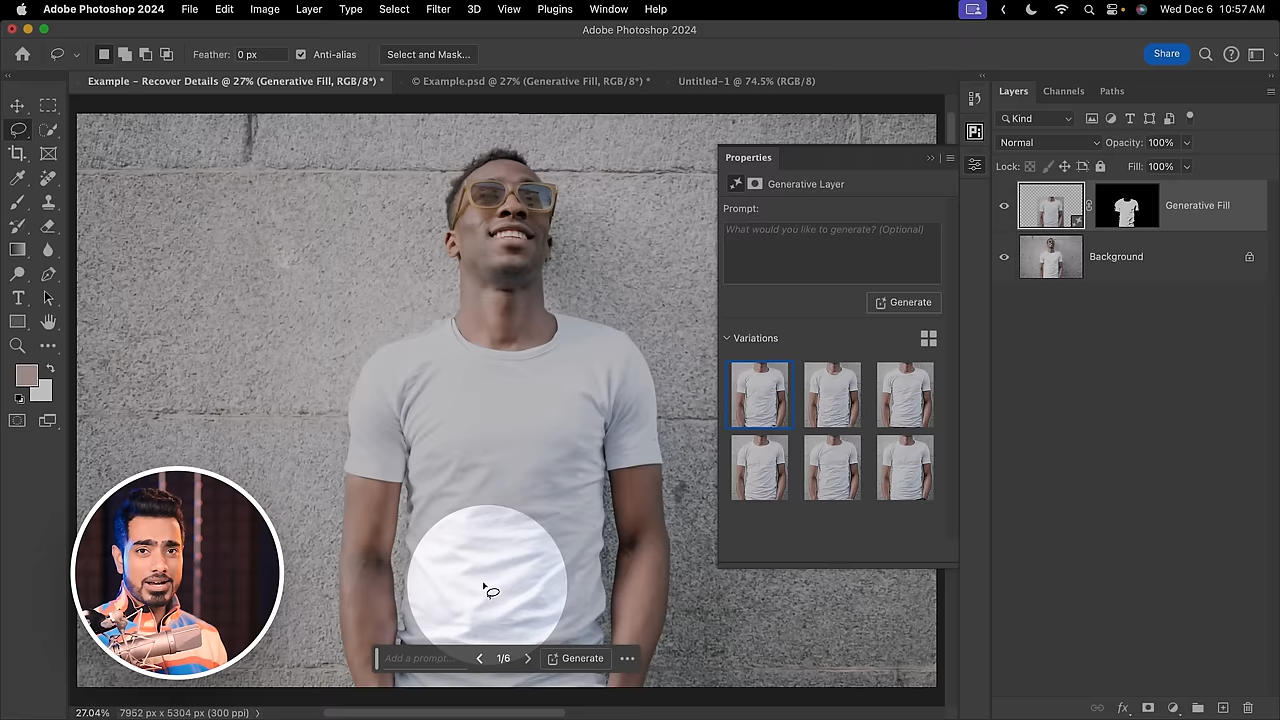 Adobe Photoshop 2024 File Edit Image Layer Type Select Filter 3D View Plugins Window Help Wed Dec 6 10:57 AM
Adobe Photoshop 2024
Feather: 0 px Anti-alias Select and Mask... Share
Example – Recover Details @ 27% (Generative Fill, RGB/8*) * © Example.psd @ 27% (Generative Fill, RGB/8*) * Untitled-1 @ 74.5% (RGB/8)
Layers Channels Paths
Kind
Normal Opacity: 100%
Lock: Fill: 100%
Generative Fill
Background
Properties
Generative Layer
Prompt:
What would you like to generate? (Optional)
Generate
Variations
Pi
T
T
Add a prompt... 1/6 Generate
27.04% 7952 px x 5304 px (300 ppi)
fx